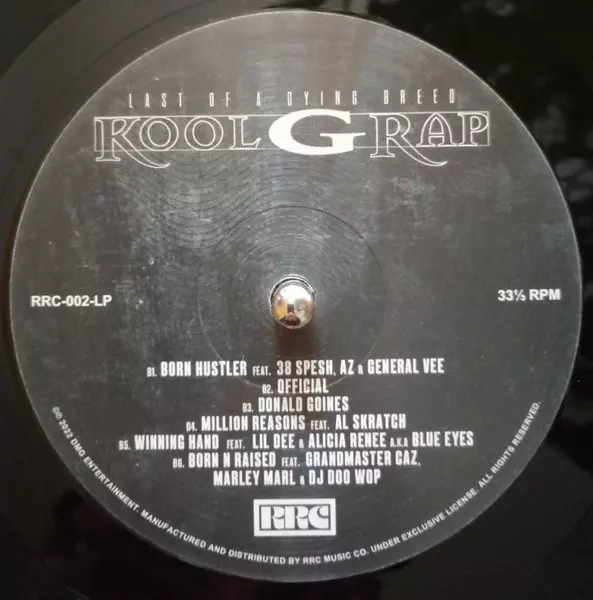 LAST OF A DYING BREED
KOOL G RAP
RRC-002-LP
33⅓ RPM
B1. BORN HUSTLER FEAT. 38 SPESH, AZ & GENERAL VEE
B2. OFFICIAL
B3. DONALD GOINES
B4. MILLION REASONS FEAT. AL SKRATCH
B5. WINNING HAND FEAT. LIL DEE & ALICIA RENEE A.K.A BLUE EYES
B6. BORN N RAISED FEAT. GRANDMASTER CAZ,
MARLEY MARL & DJ DOO WOP
RRC
℗© 2022 DMG ENTERTAINMENT. MANUFACTURED AND DISTRIBUTED BY RRC MUSIC CO. UNDER EXCLUSIVE LICENSE. ALL RIGHTS RESERVED.